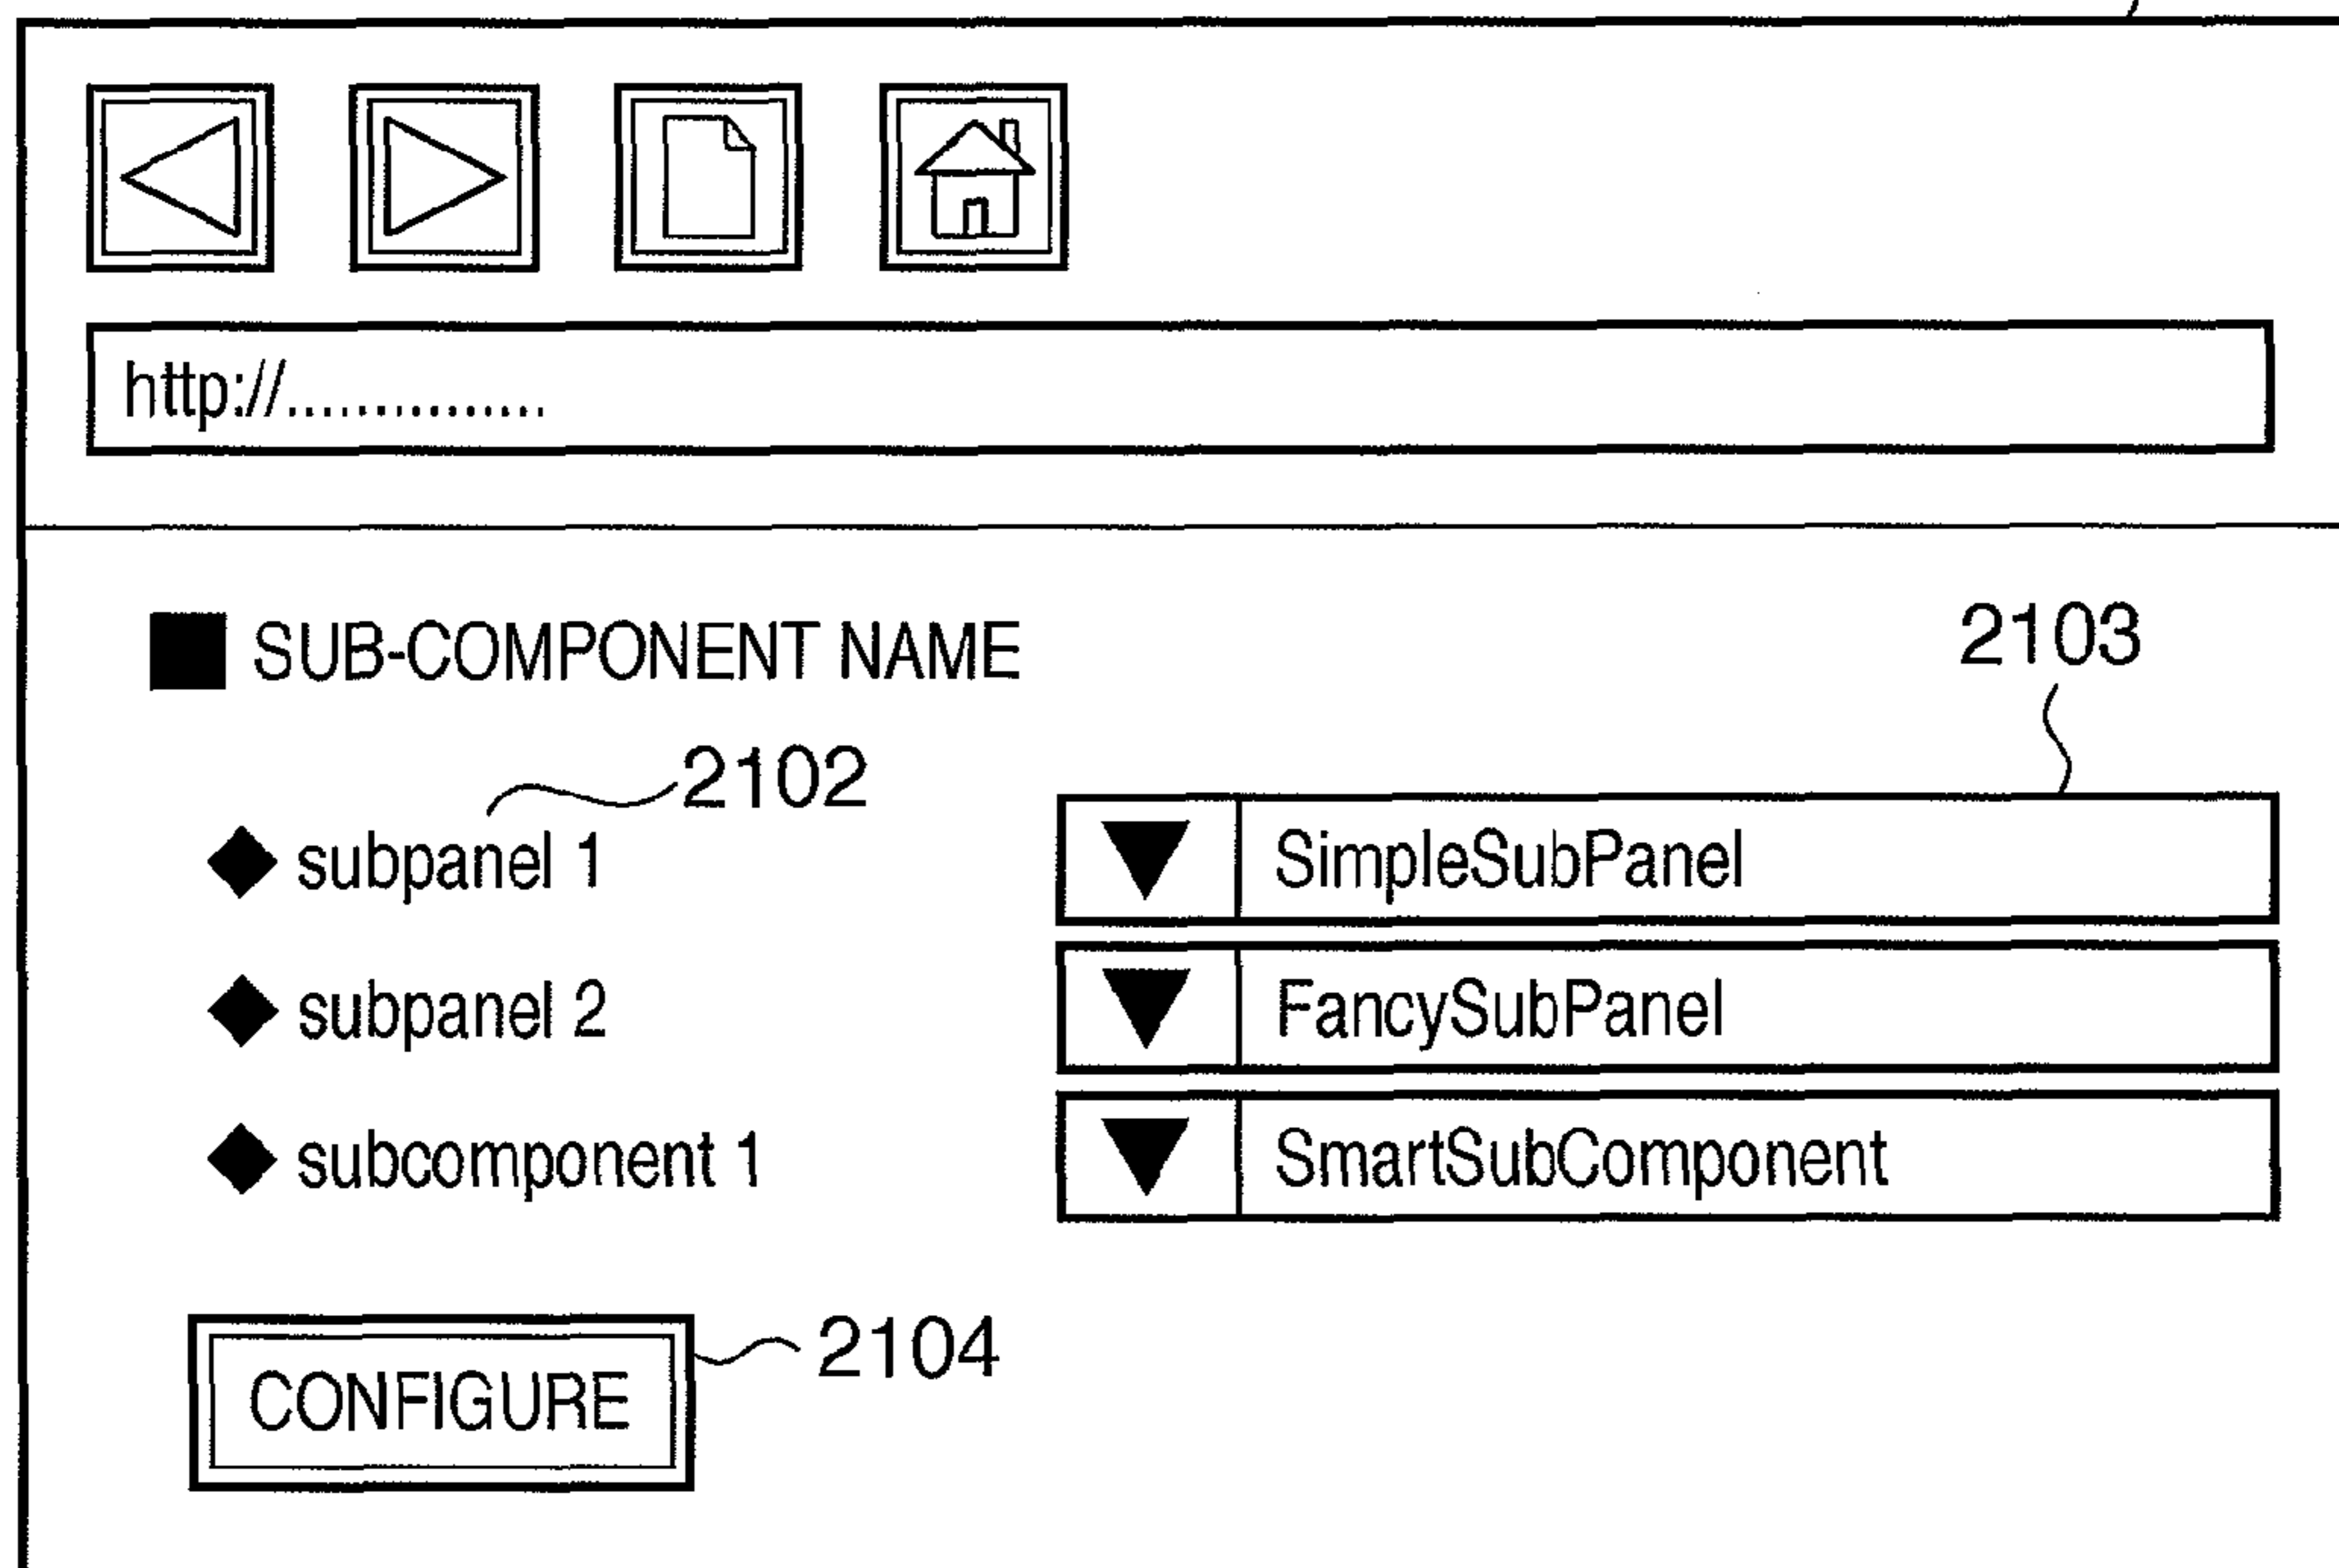 http://...............
SUB-COMPONENT NAME
2103
2102
subpanel 1
SimpleSubPanel
subpanel 2
FancySubPanel
subcomponent 1
SmartSubComponent
2104
CONFIGURE